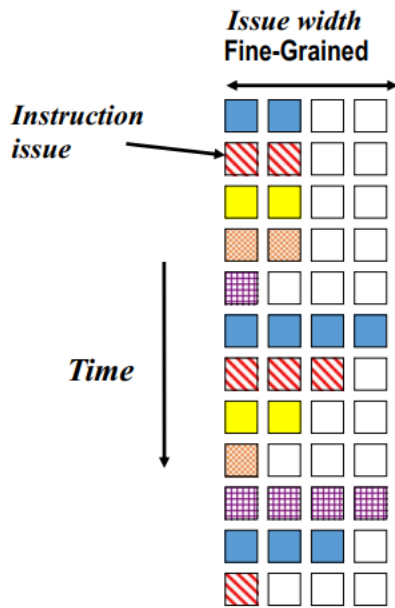 Issue width
Fine-Grained
Instruction
issue
Time